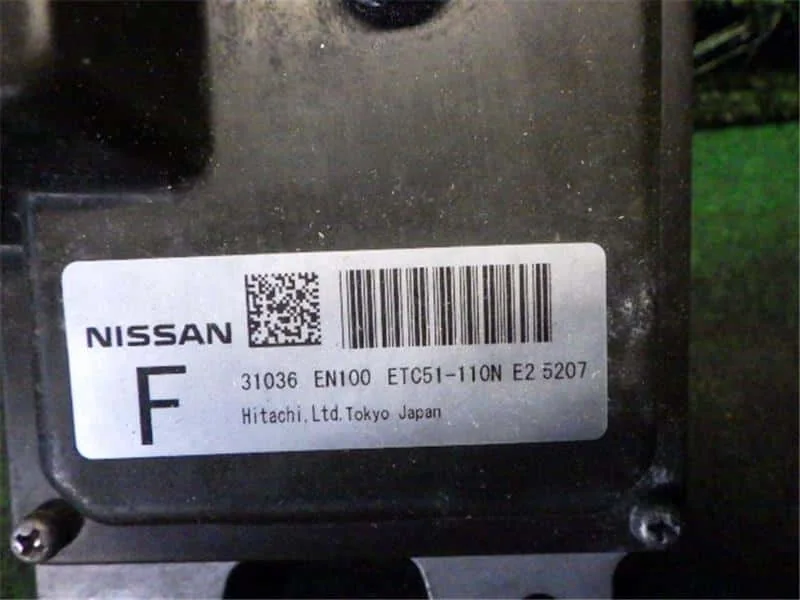 NISSAN
F
31036 EN100 ETC51-110N E2 5207
Hitachi,Ltd.Tokyo Japan